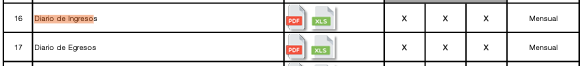 16 Diario de Ingresos PDF XLS X X X Mensual
17 Diario de Egresos PDF XLS X X X Mensual